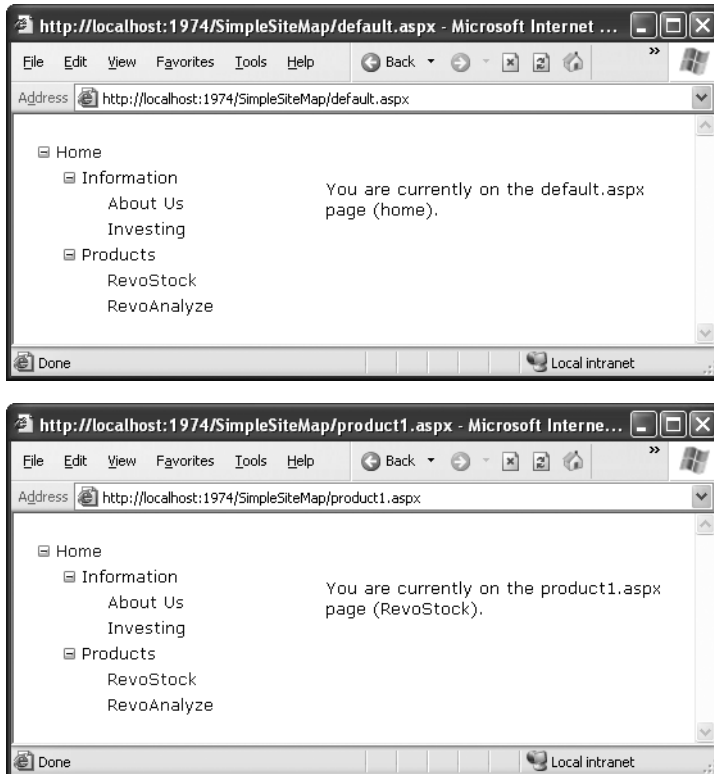 http://localhost:1974/SimpleSiteMap/default.aspx - Microsoft Internet ...
File Edit View Favorites Tools Help Back »
Address http://localhost:1974/SimpleSiteMap/default.aspx
Home
Information
About Us
Investing
Products
RevoStock
RevoAnalyze
You are currently on the default.aspx
page (home).
Done Local intranet
http://localhost:1974/SimpleSiteMap/product1.aspx - Microsoft Interne...
File Edit View Favorites Tools Help Back »
Address http://localhost:1974/SimpleSiteMap/product1.aspx
Home
Information
About Us
Investing
Products
RevoStock
RevoAnalyze
You are currently on the product1.aspx
page (RevoStock).
Done Local intranet